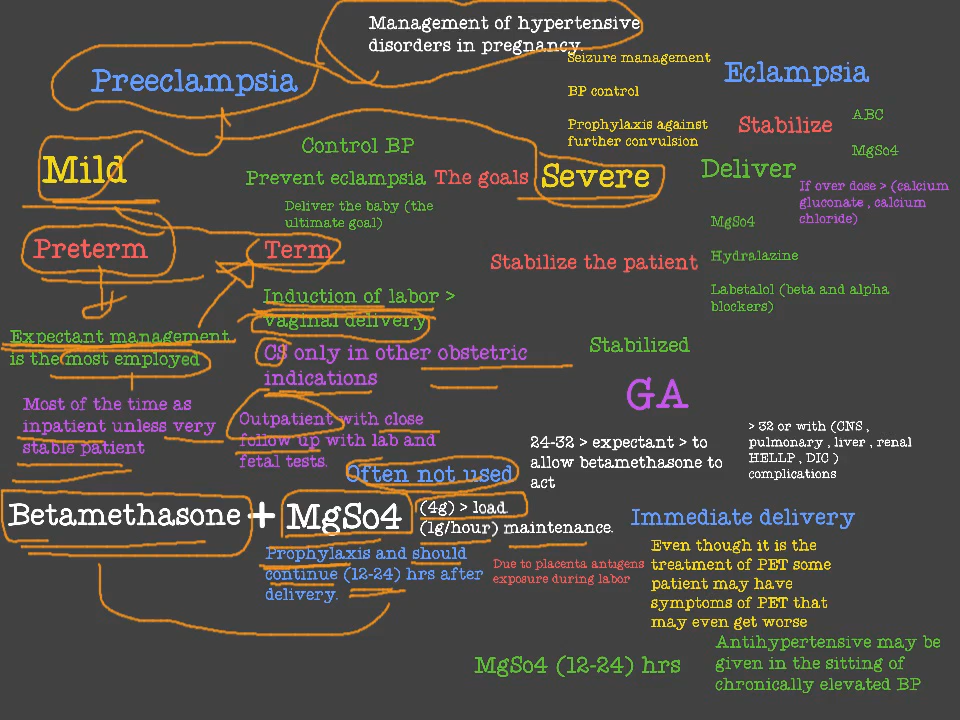 Management of hypertensive
disorders in pregnancy.
Preeclampsia
Seizure management
BP control
Prophylaxis against
further convulsion
Eclampsia
Stabilize
ABC
MgSo4
Deliver
If over dose > (calcium
gluconate , calcium
chloride)
Control BP
Prevent eclampsia
The goals
Deliver the baby (the
ultimate goal)
Mild
Severe
MgSo4
Hydralazine
Labetalol (beta and alpha
blockers)
Stabilize the patient
Preterm
Term
Induction of labor >
vaginal delivery
Expectant management
is the most employed
CS only in other obstetric
indications
Stabilized
GA
Most of the time as
inpatient unless very
stable patient
Outpatient with close
follow up with lab and
fetal tests.
24-32 > expectant > to
allow betamethasone to
act
> 32 or with (CNS ,
pulmonary , liver , renal
HELLP , DIC )
complications
Often not used
Betamethasone + MgSo4
(4g) > load
(1g/hour) maintenance.
Immediate delivery
Prophylaxis and should
continue (12-24) hrs after
delivery.
Due to placenta antigens
exposure during labor
Even though it is the
treatment of PET some
patient may have
symptoms of PET that
may even get worse
MgSo4 (12-24) hrs
Antihypertensive may be
given in the sitting of
chronically elevated BP